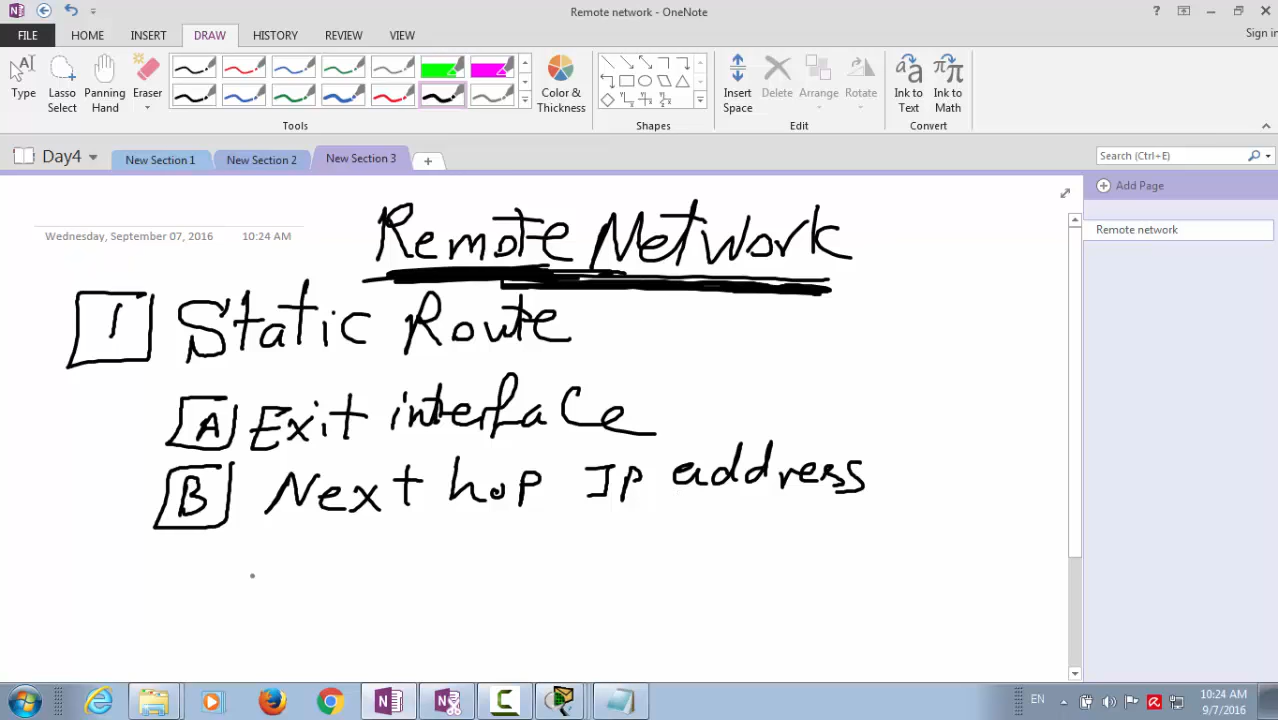 Remote network - OneNote
? 
Sign in
FILE HOME INSERT DRAW HISTORY REVIEW VIEW
Type Lasso Select Panning Hand Eraser Color & Thickness Insert Space Delete Arrange Rotate Ink to Text Ink to Math
Tools Shapes Edit Convert
Day4 New Section 1 New Section 2 New Section 3 + Search (Ctrl+E)
Add Page
Remote network
Wednesday, September 07, 2016 10:24 AM
Remote Network
1 Static Route
A Exit interface
B Next hop Ip address
EN
10:24 AM
9/7/2016